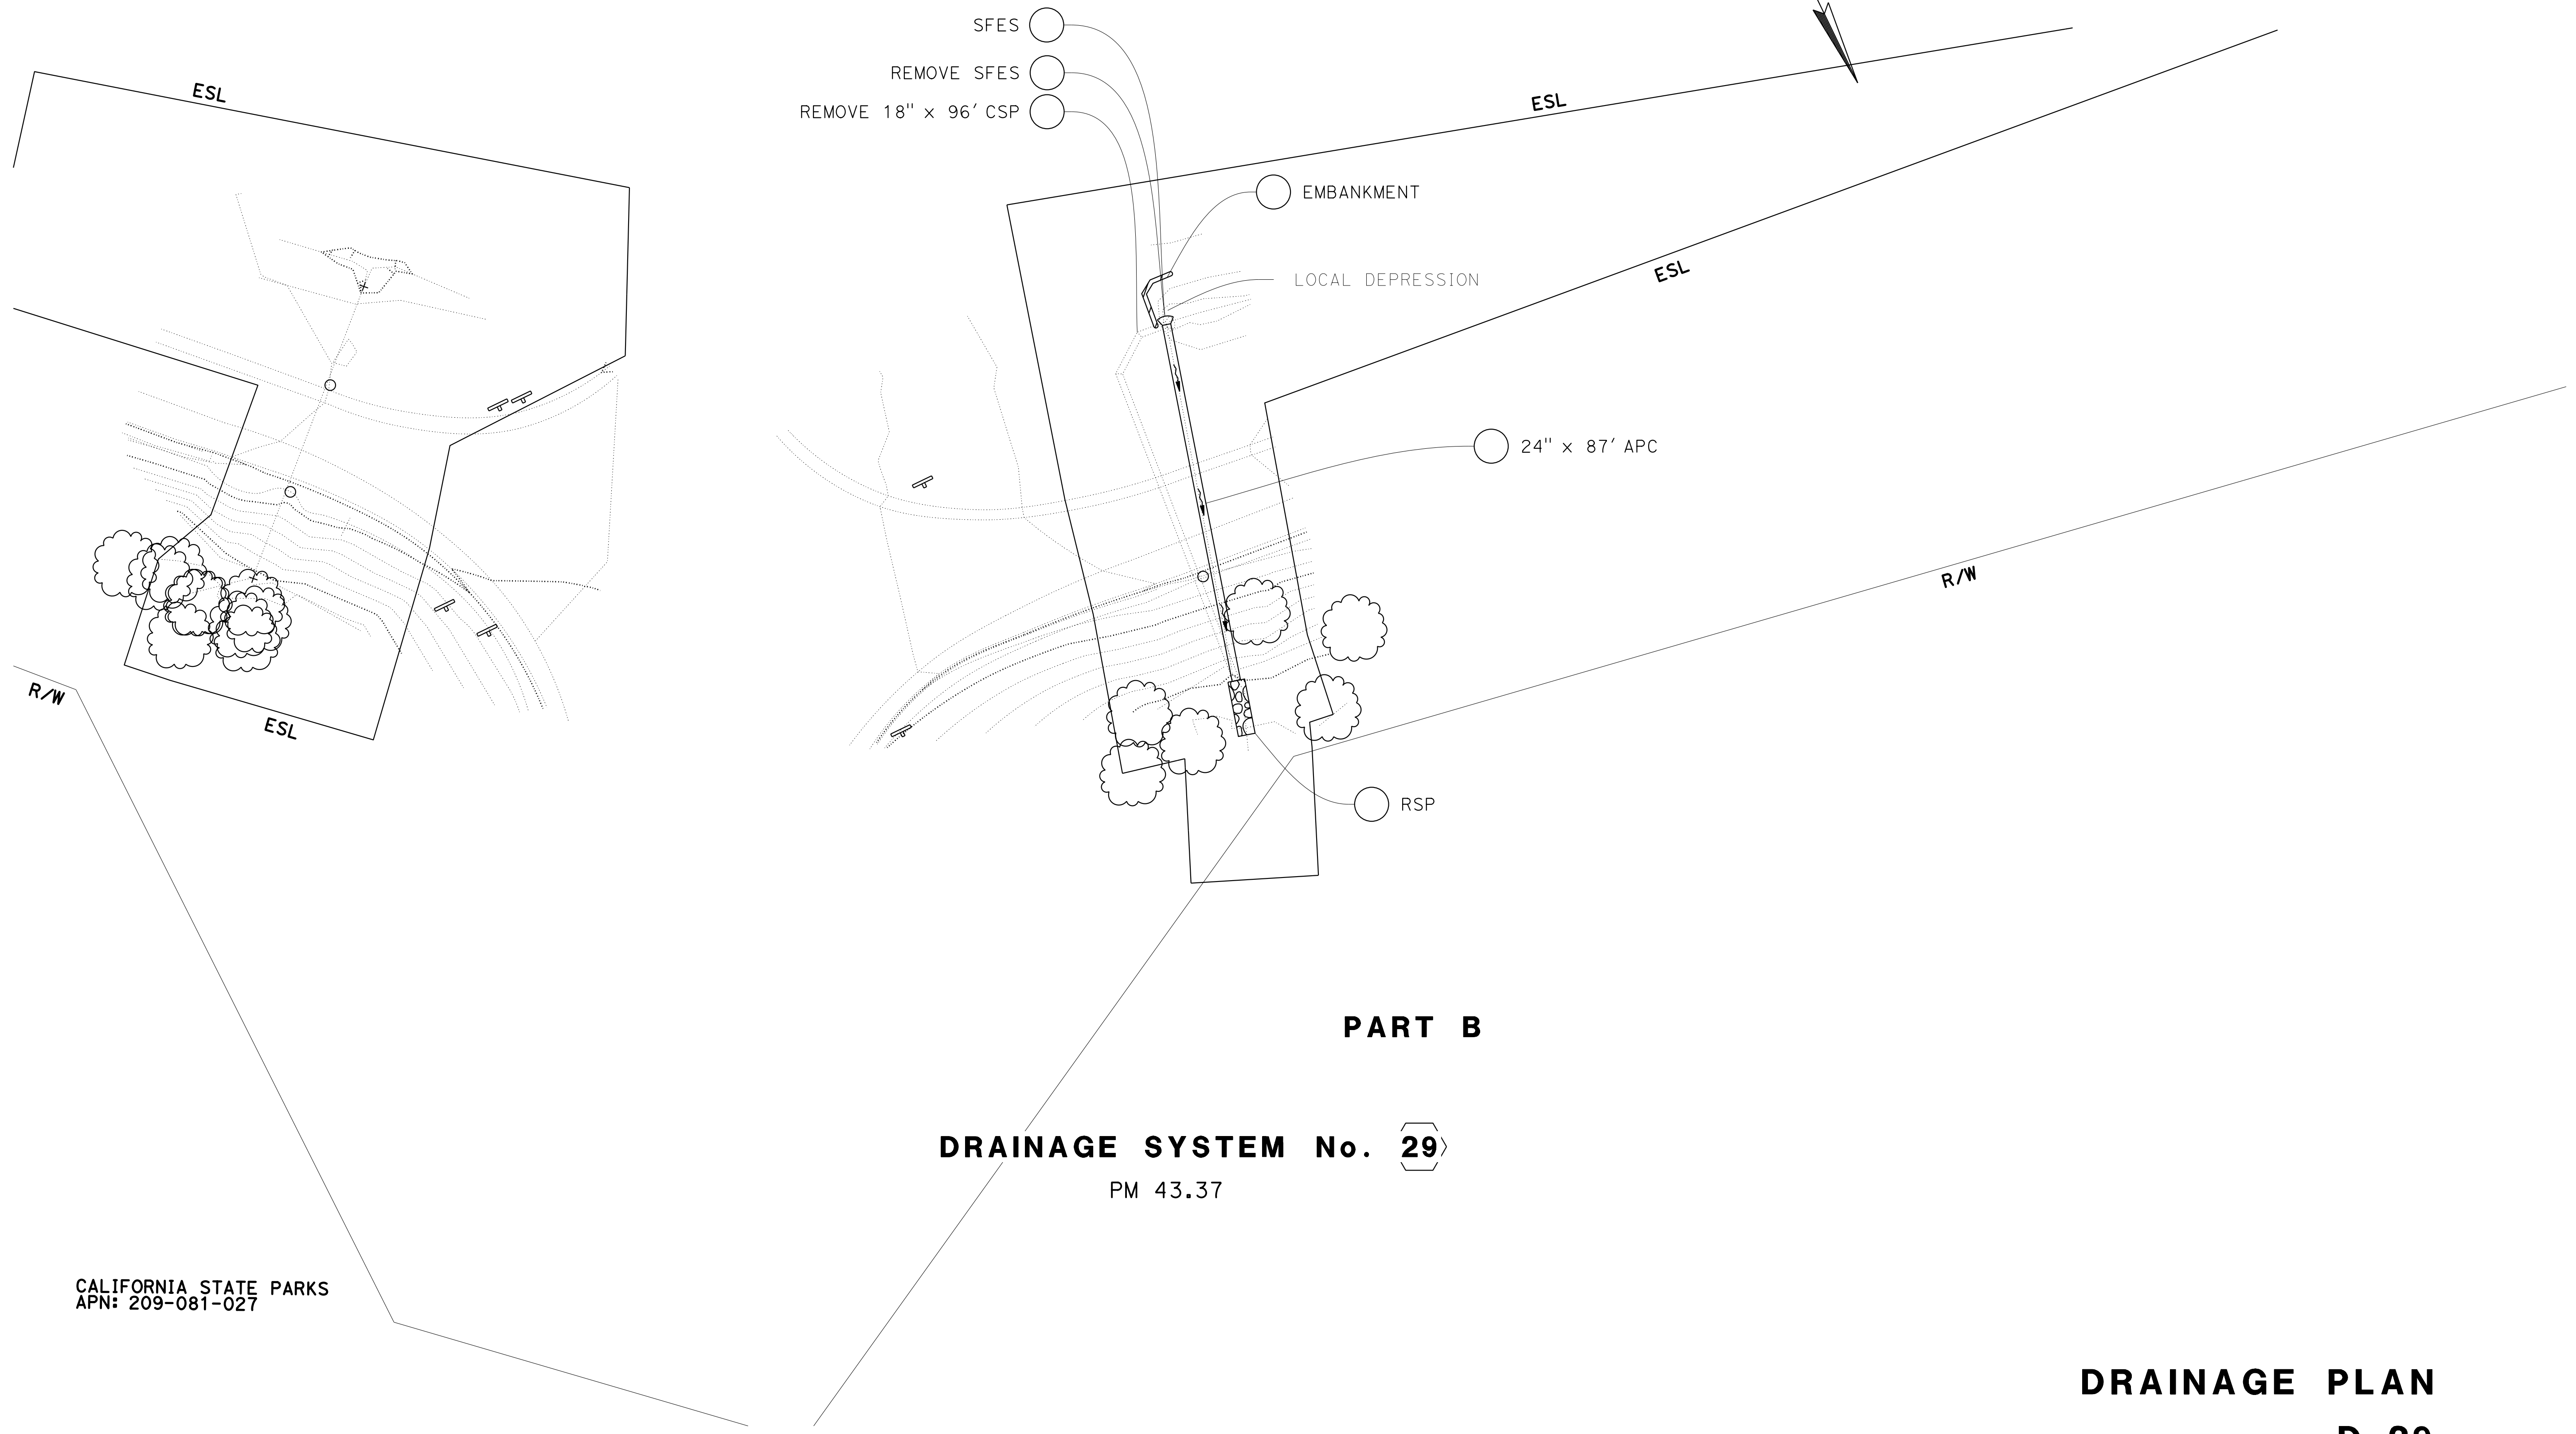 SFES
REMOVE SFES
REMOVE 18" x 96' CSP
ESL
ESL
EMBANKMENT
LOCAL DEPRESSION
ESL
24" x 87' APC
R/W
R/W
ESL
RSP
PART B
DRAINAGE SYSTEM No. 29
PM 43.37
CALIFORNIA STATE PARKS
APN: 209-081-027
DRAINAGE PLAN